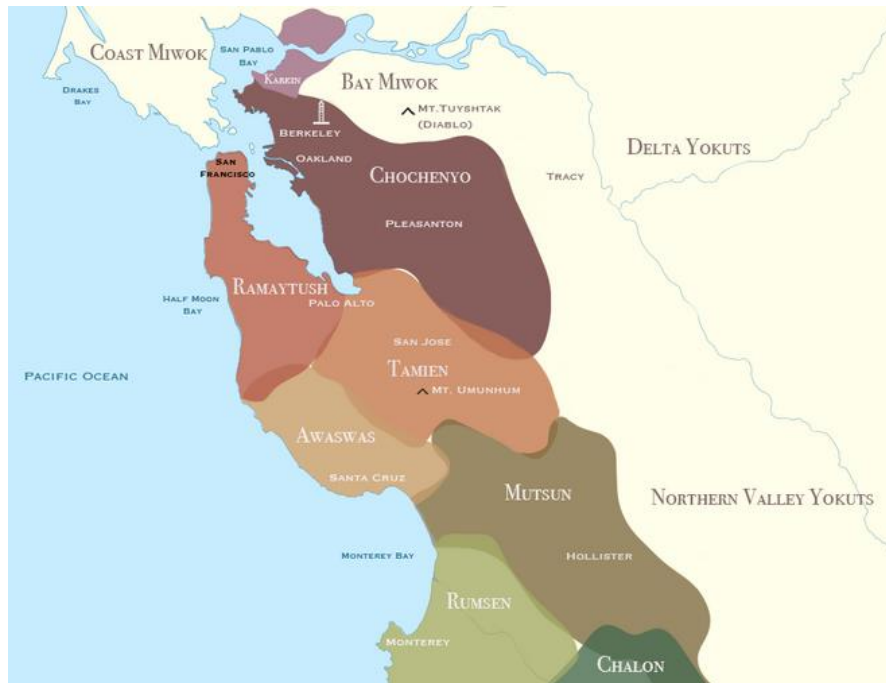 Coast Miwok
San Pablo
Bay
Drakes
Bay
Karkin
Bay Miwok
Mt. Tuyshtak
(Diablo)
Berkeley
Oakland
Delta Yokuts
San
Francisco
Chochenyo
Tracy
Pleasanton
Ramaytush
Half Moon
Bay
Palo Alto
San Jose
Tamien
Pacific Ocean
Mt. Umunhum
Awaswas
Santa Cruz
Mutsun
Northern Valley Yokuts
Monterey Bay
Hollister
Rumsen
Monterey
Chalon